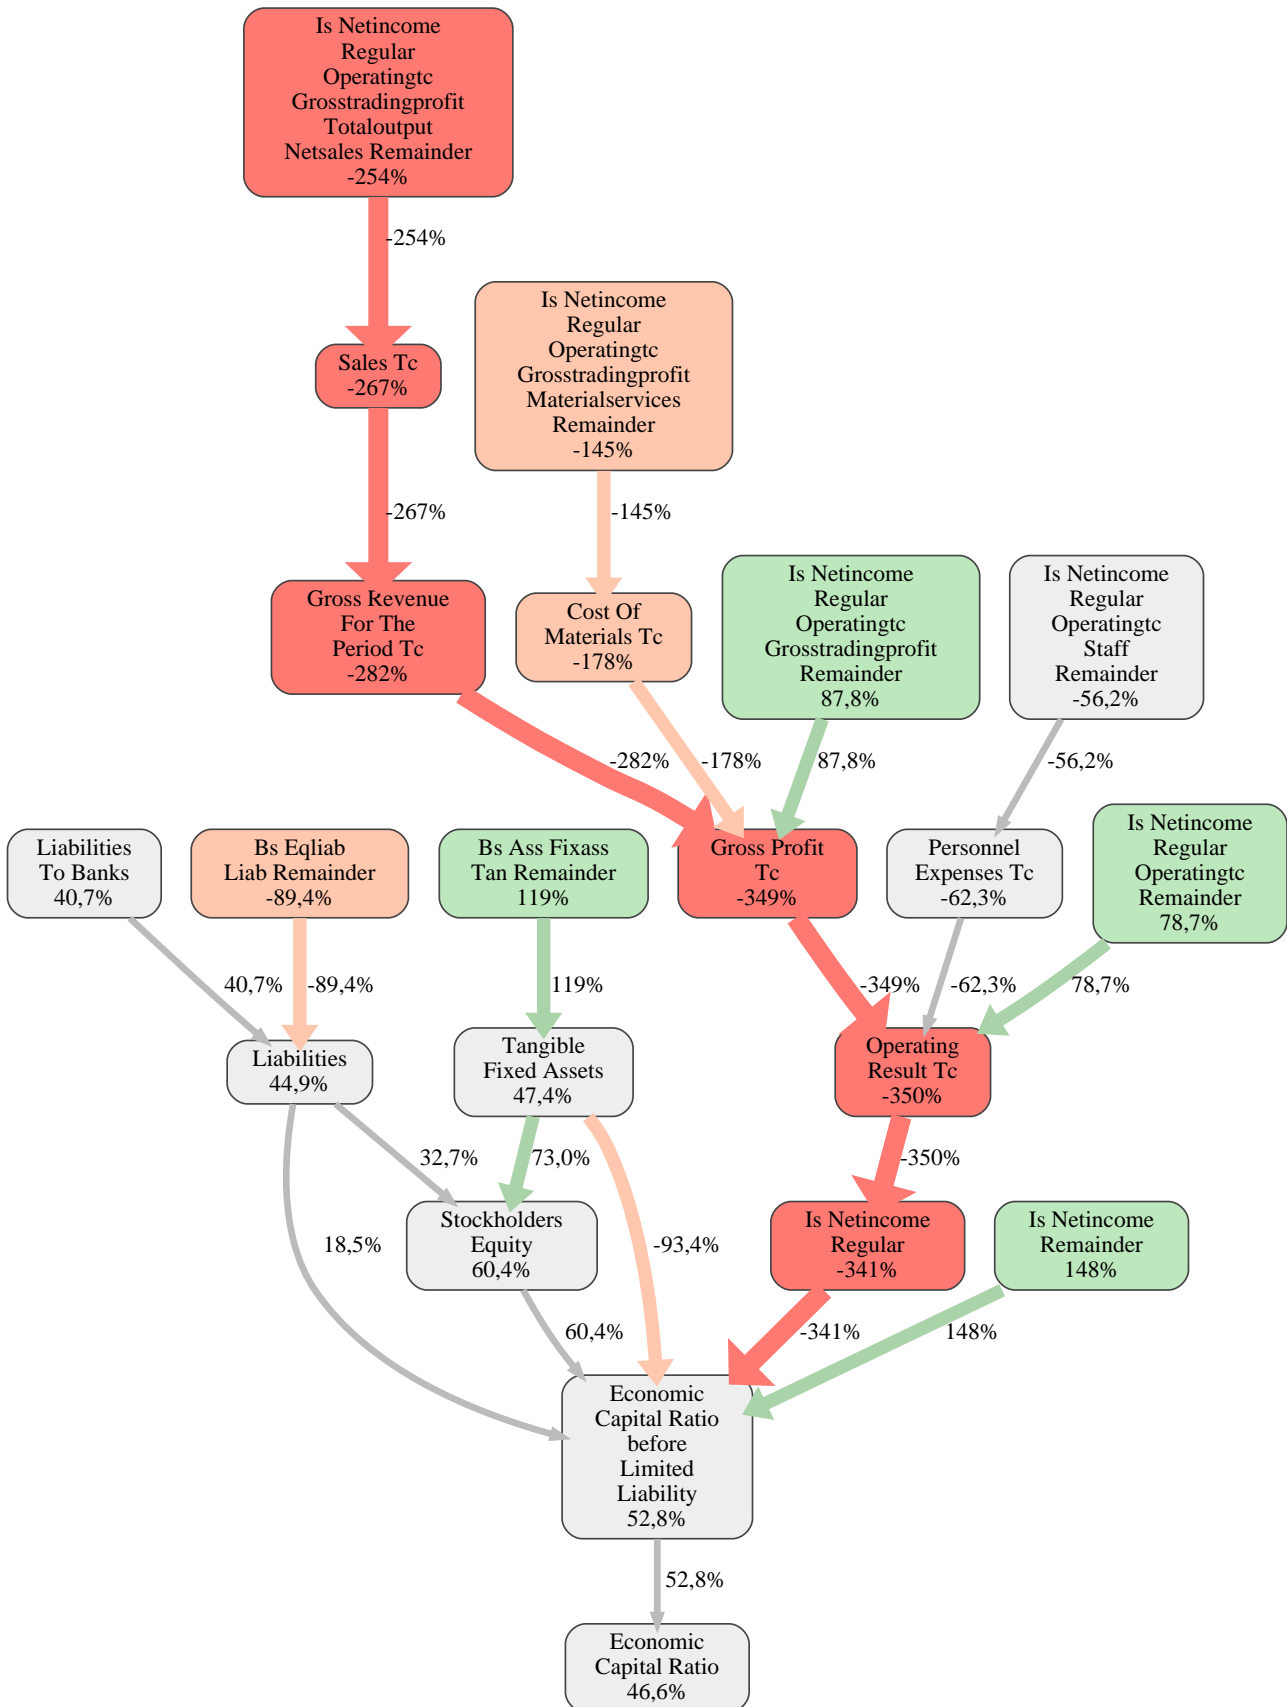 Is Netincome
Regular
Operatingtc
Grosstradingprofit
Totaloutput
Netsales Remainder
-254%
-254%
Sales Tc
-267%
Is Netincome
Regular
Operatingtc
Grosstradingprofit
Materialservices
Remainder
-145%
-267%
-145%
Gross Revenue
For The
Period Tc
-282%
Cost Of
Materials Tc
-178%
Is Netincome
Regular
Operatingtc
Grosstradingprofit
Remainder
87,8%
Is Netincome
Regular
Operatingtc
Staff
Remainder
-56,2%
-282%
-178%
87,8%
-56,2%
Liabilities
To Banks
40,7%
Bs Eqliab
Liab Remainder
-89,4%
Bs Ass Fixass
Tan Remainder
119%
Gross Profit
Tc
-349%
Personnel
Expenses Tc
-62,3%
Is Netincome
Regular
Operatingtc
Remainder
78,7%
40,7%
-89,4%
119%
-349%
-62,3%
78,7%
Liabilities
44,9%
Tangible
Fixed Assets
47,4%
Operating
Result Tc
-350%
32,7%
73,0%
-350%
Stockholders
Equity
60,4%
Is Netincome
Regular
-341%
Is Netincome
Remainder
148%
18,5%
-93,4%
60,4%
-341%
148%
Economic
Capital Ratio
before
Limited
Liability
52,8%
52,8%
Economic
Capital Ratio
46,6%